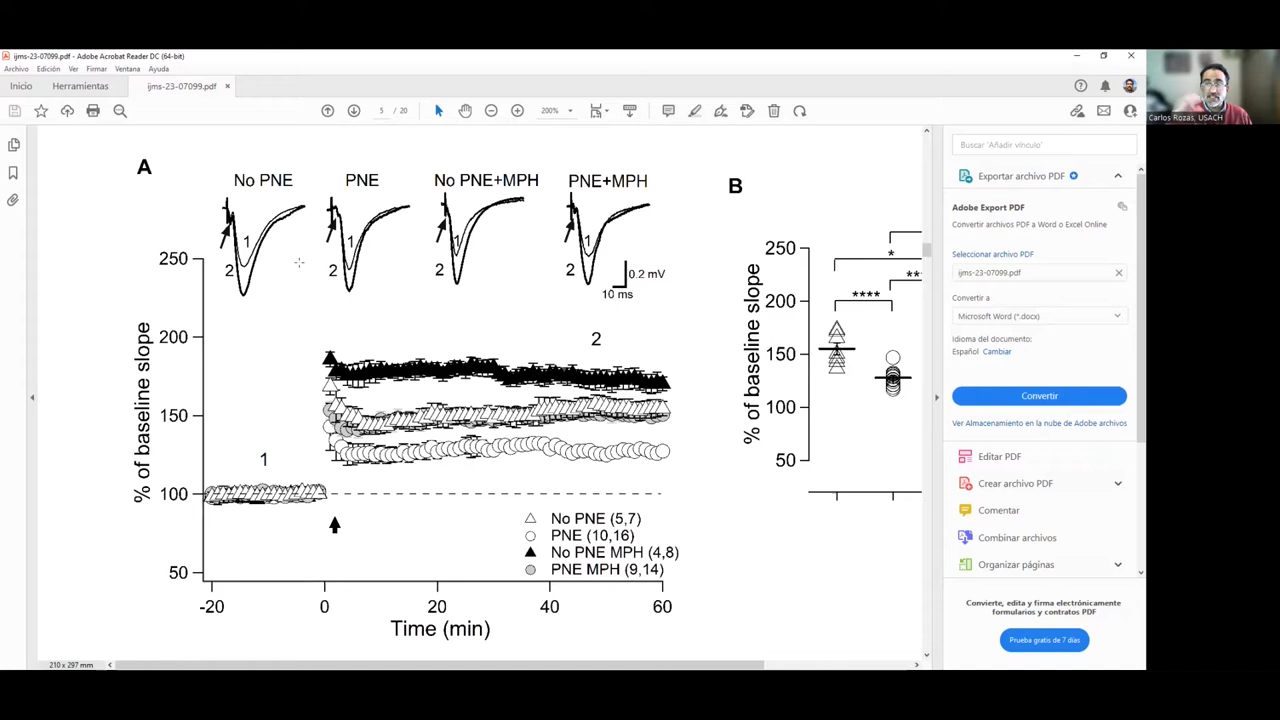 ijms-23-07099.pdf - Adobe Acrobat Reader DC (64-bit)
Archivo Edición Ver Firmar Ventana Ayuda
Inicio Herramientas ijms-23-07099.pdf ×
5 / 20 200%
Carlos Rozas, USACH
A
No PNE PNE No PNE+MPH PNE+MPH
1 1 1 1
2 2 2 2
0.2 mV
10 ms
% of baseline slope
250
200
150
100
50
1
2
No PNE (5,7)
PNE (10,16)
No PNE MPH (4,8)
PNE MPH (9,14)
-20 0 20 40 60
Time (min)
B
% of baseline slope
250
200
150
100
50
*
***
****
210 x 297 mm
Buscar 'Añadir vínculo'
Exportar archivo PDF
Adobe Export PDF
Convertir archivos PDF a Word o Excel Online
Seleccionar archivo PDF
ijms-23-07099.pdf ×
Convertir a
Microsoft Word (*.docx)
Idioma del documento:
Español Cambiar
Convertir
Ver Almacenamiento en la nube de Adobe archivos
Editar PDF
Crear archivo PDF
Comentar
Combinar archivos
Organizar páginas
Convierte, edita y firma electrónicamente
formularios y contratos PDF
Prueba gratis de 7 días